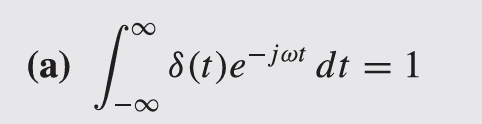 (a) ∫_{-∞}^{∞} δ(t)e^{-jωt} dt = 1